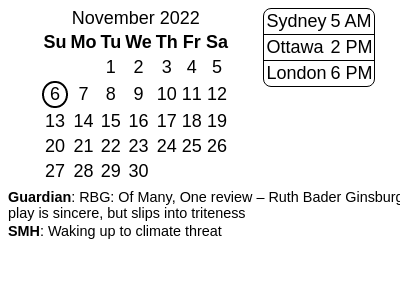 November 2022
Su Mo Tu We Th Fr Sa
1 2 3 4 5
6 7 8 9 10 11 12
13 14 15 16 17 18 19
20 21 22 23 24 25 26
27 28 29 30
Sydney 5 AM
Ottawa 2 PM
London 6 PM
Guardian: RBG: Of Many, One review – Ruth Bader Ginsburg
play is sincere, but slips into triteness
SMH: Waking up to climate threat